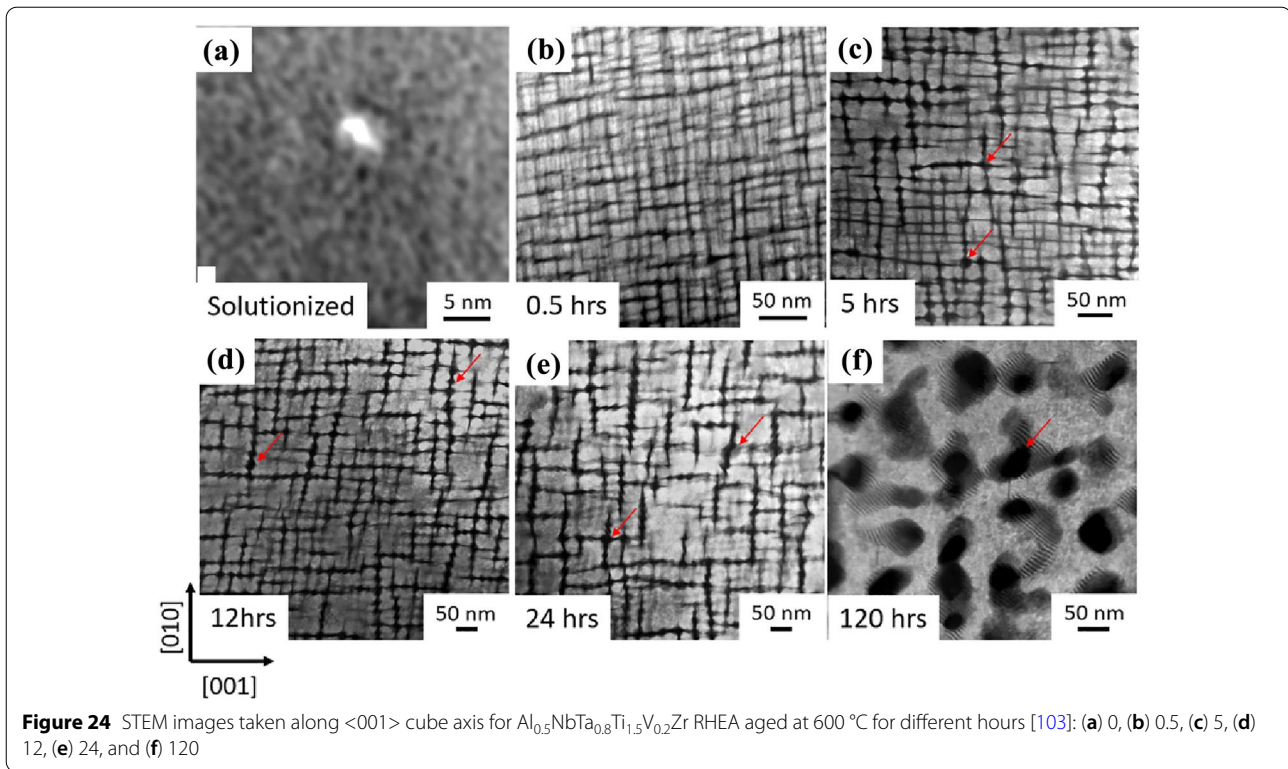 (a)
Solutionized
5 nm
(b)
0.5 hrs
50 nm
(c)
5 hrs
50 nm
(d)
12hrs
50 nm
(e)
24 hrs
50 nm
(f)
120 hrs
50 nm
[010]
[001]
Figure 24 STEM images taken along <001> cube axis for Al0.5NbTa0.8Ti1.5V0.2Zr RHEA aged at 600 °C for different hours [103]: (a) 0, (b) 0.5, (c) 5, (d)
12, (e) 24, and (f) 120